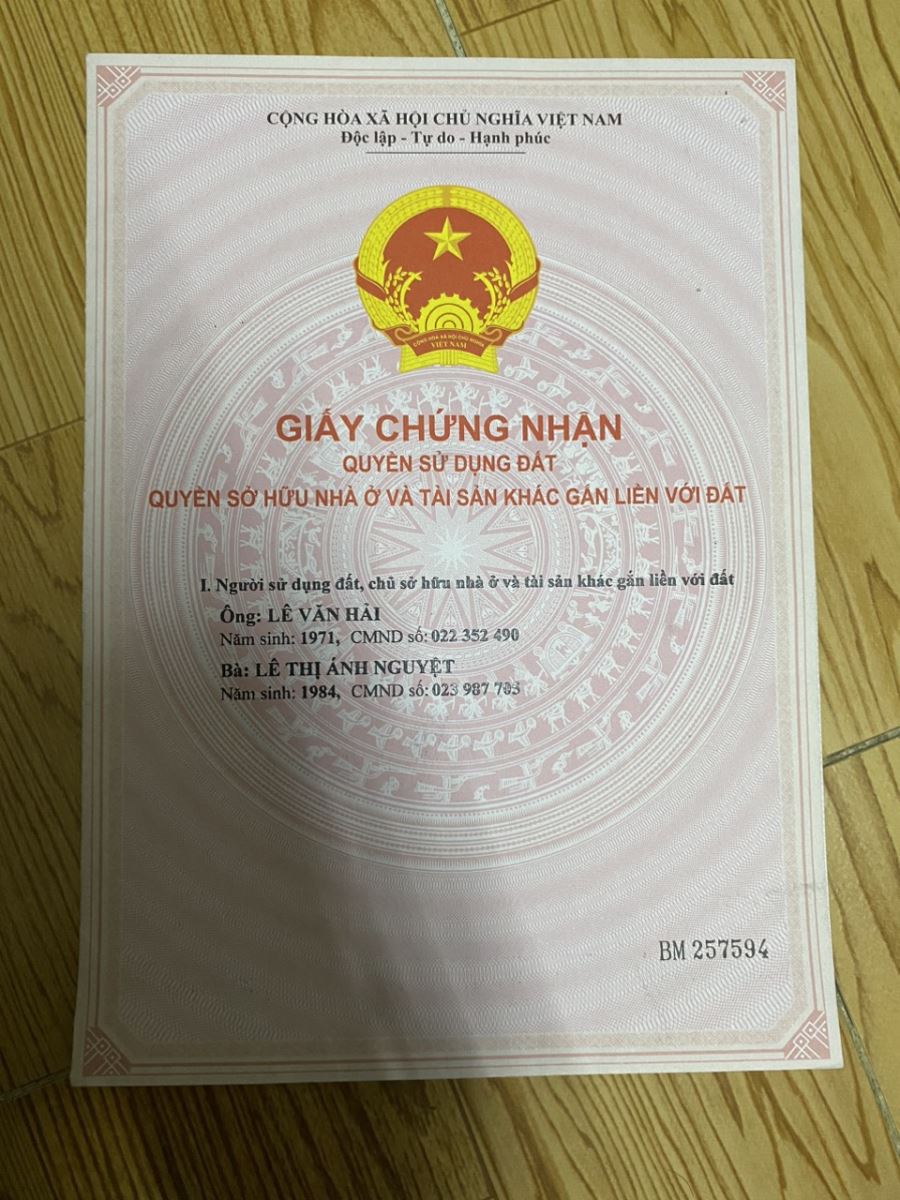 CỘNG HÒA XÃ HỘI CHỦ NGHĨA VIỆT NAM
Độc lập - Tự do - Hạnh phúc
CỘNG HÒA XÃ HỘI CHỦ NGHĨA
VIỆT NAM
GIẤY CHỨNG NHẬN
QUYỀN SỬ DỤNG ĐẤT
QUYỀN SỞ HỮU NHÀ Ở VÀ TÀI SẢN KHÁC GẮN LIỀN VỚI ĐẤT
I. Người sử dụng đất, chủ sở hữu nhà ở và tài sản khác gắn liền với đất
Ông: LÊ VĂN HẢI
Năm sinh: 1971, CMND số: 022 352 490
Bà: LÊ THỊ ÁNH NGUYỆT
Năm sinh: 1984, CMND số: 023 987 705
BM 257594